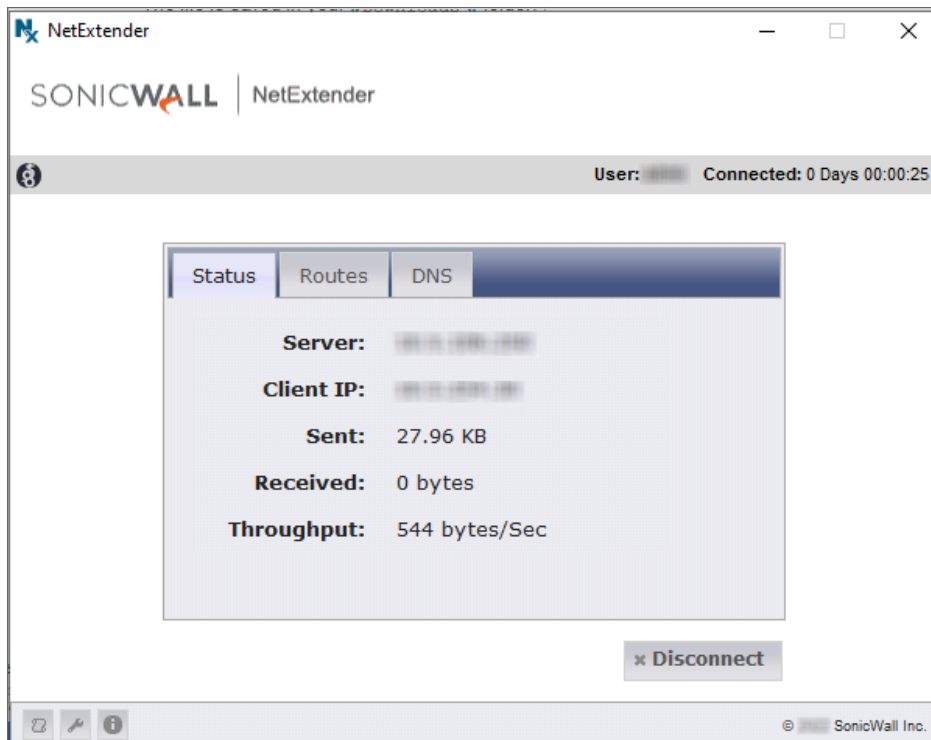 NetExtender
SONICWALL NetExtender
User: Connected: 0 Days 00:00:25
Status Routes DNS
Server:
Client IP:
Sent: 27.96 KB
Received: 0 bytes
Throughput: 544 bytes/Sec
× Disconnect
© SonicWall Inc.